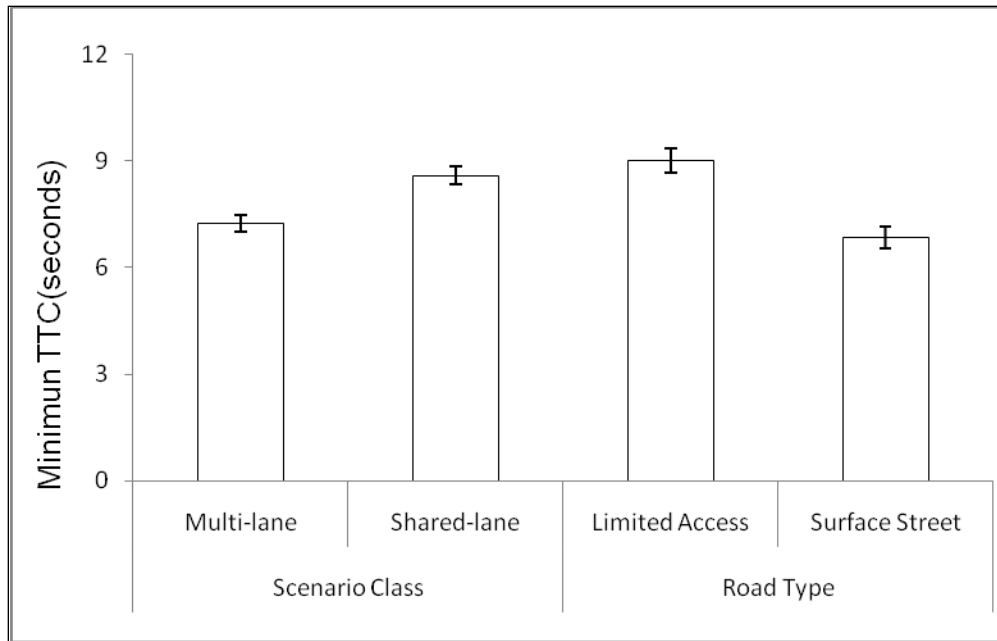 Minimun TTC(seconds)
12
9
6
3
0
Multi-lane Shared-lane Limited Access Surface Street
Scenario Class Road Type